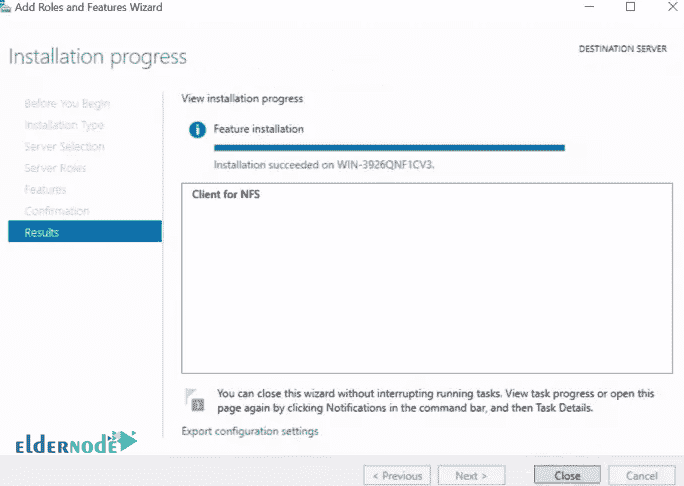 Add Roles and Features Wizard
Installation progress
DESTINATION SERVER
Before You Begin
Installation Type
Server Selection
Server Roles
Features
Confirmation
Results
View installation progress
Feature installation
Installation succeeded on WIN-3926QNF1CV3.
Client for NFS
You can close this wizard without interrupting running tasks. View task progress or open this
page again by clicking Notifications in the command bar, and then Task Details.
Export configuration settings
eldernode
< Previous
Next >
Close
Cancel